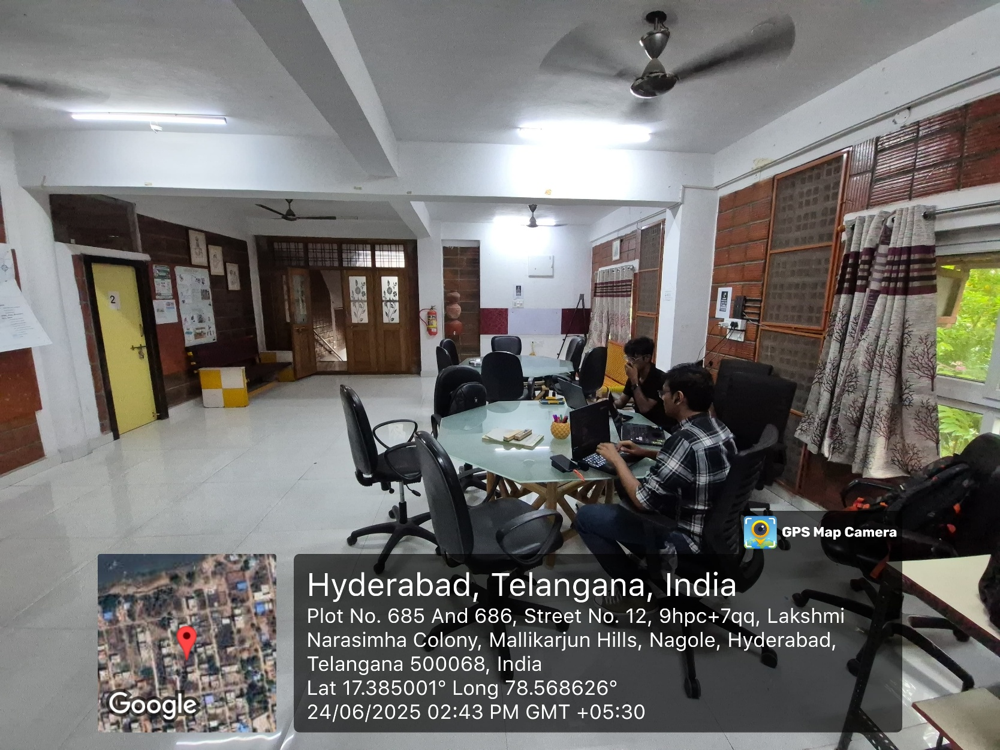 2
GPS Map Camera
Hyderabad, Telangana, India
Plot No. 685 And 686, Street No. 12, 9hpc+7qq, Lakshmi
Narasimha Colony, Mallikarjun Hills, Nagole, Hyderabad,
Telangana 500068, India
Lat 17.385001° Long 78.568626°
24/06/2025 02:43 PM GMT +05:30
Google